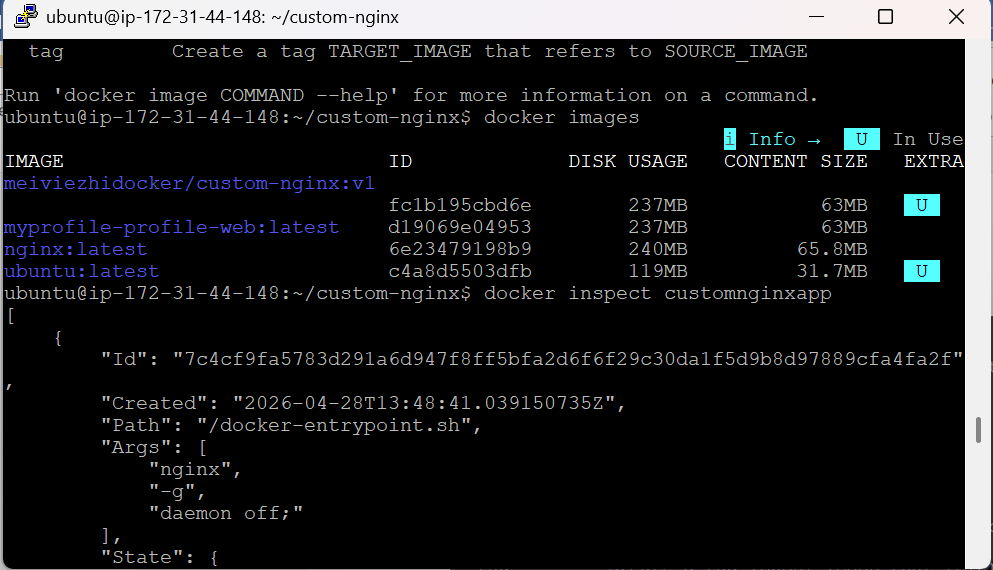 ubuntu@ip-172-31-44-148: ~/custom-nginx
  tag         Create a tag TARGET_IMAGE that refers to SOURCE_IMAGE
Run 'docker image COMMAND --help' for more information on a command.
ubuntu@ip-172-31-44-148:~/custom-nginx$ docker images
i Info →   U  In Use
IMAGE                           ID             DISK USAGE   CONTENT SIZE   EXTRA
meiviezhidocker/custom-nginx:v1
                                fc1b195cbd6e        237MB           63MB    U
myprofile-profile-web:latest    d19069e04953        237MB           63MB
nginx:latest                    6e23479198b9        240MB         65.8MB
ubuntu:latest                   c4a8d5503dfb        119MB         31.7MB    U
ubuntu@ip-172-31-44-148:~/custom-nginx$ docker inspect customnginxapp
[
    {
        "Id": "7c4cf9fa5783d291a6d947f8ff5bfa2d6f6f29c30da1f5d9b8d97889cfa4fa2f"
,
        "Created": "2026-04-28T13:48:41.039150735Z",
        "Path": "/docker-entrypoint.sh",
        "Args": [
            "nginx",
            "-g",
            "daemon off;"
        ],
        "State": {